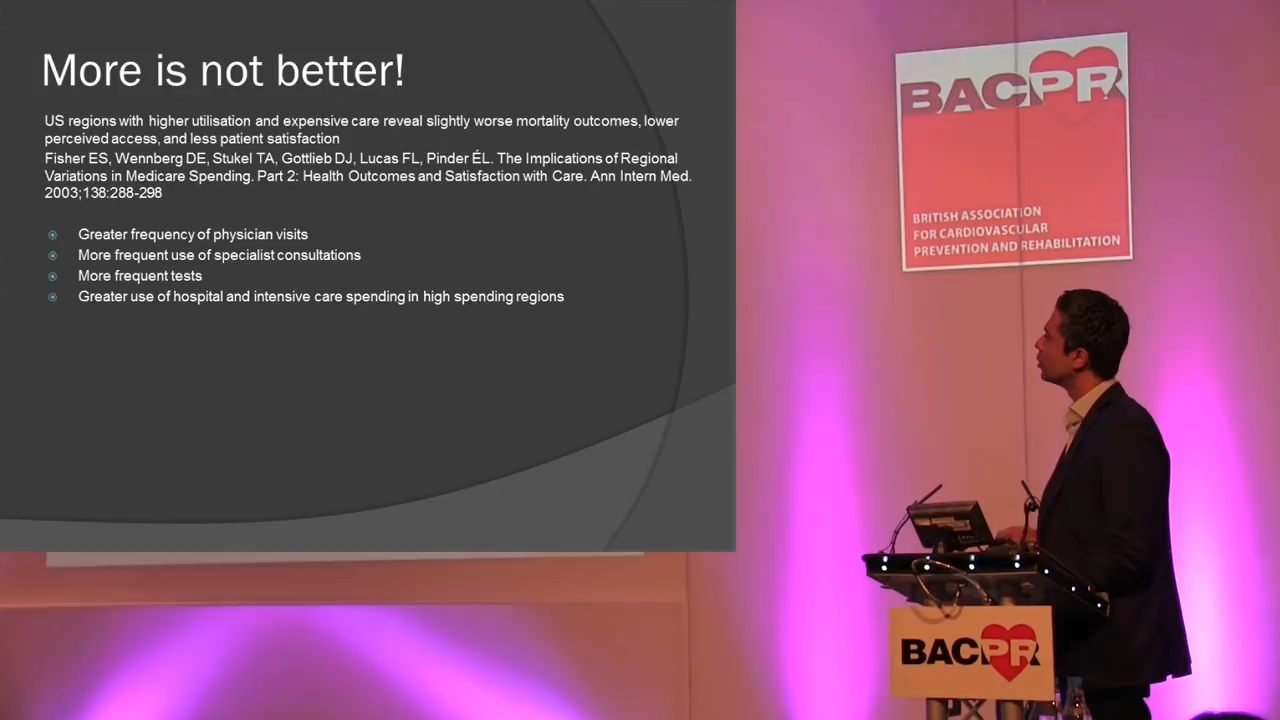 More is not better!
US regions with higher utilisation and expensive care reveal slightly worse mortality outcomes, lower
perceived access, and less patient satisfaction
Fisher ES, Wennberg DE, Stukel TA, Gottlieb DJ, Lucas FL, Pinder ÉL. The Implications of Regional
Variations in Medicare Spending. Part 2: Health Outcomes and Satisfaction with Care. Ann Intern Med.
2003;138:288-298
Greater frequency of physician visits
More frequent use of specialist consultations
More frequent tests
Greater use of hospital and intensive care spending in high spending regions
BACPR
BRITISH ASSOCIATION
FOR CARDIOVASCULAR
PREVENTION AND REHABILITATION
BACPR